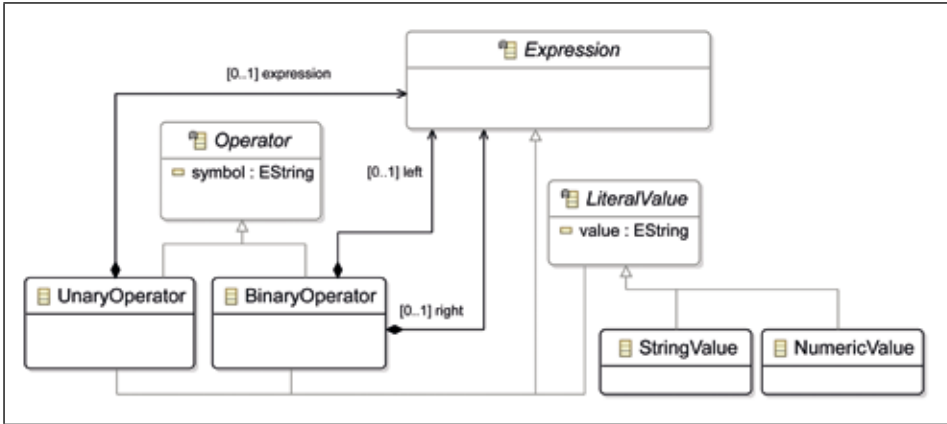 Expression
[0..1] expression
Operator
symbol : EString
[0..1] left
LiteralValue
value : EString
UnaryOperator
BinaryOperator
[0..1] right
StringValue
NumericValue